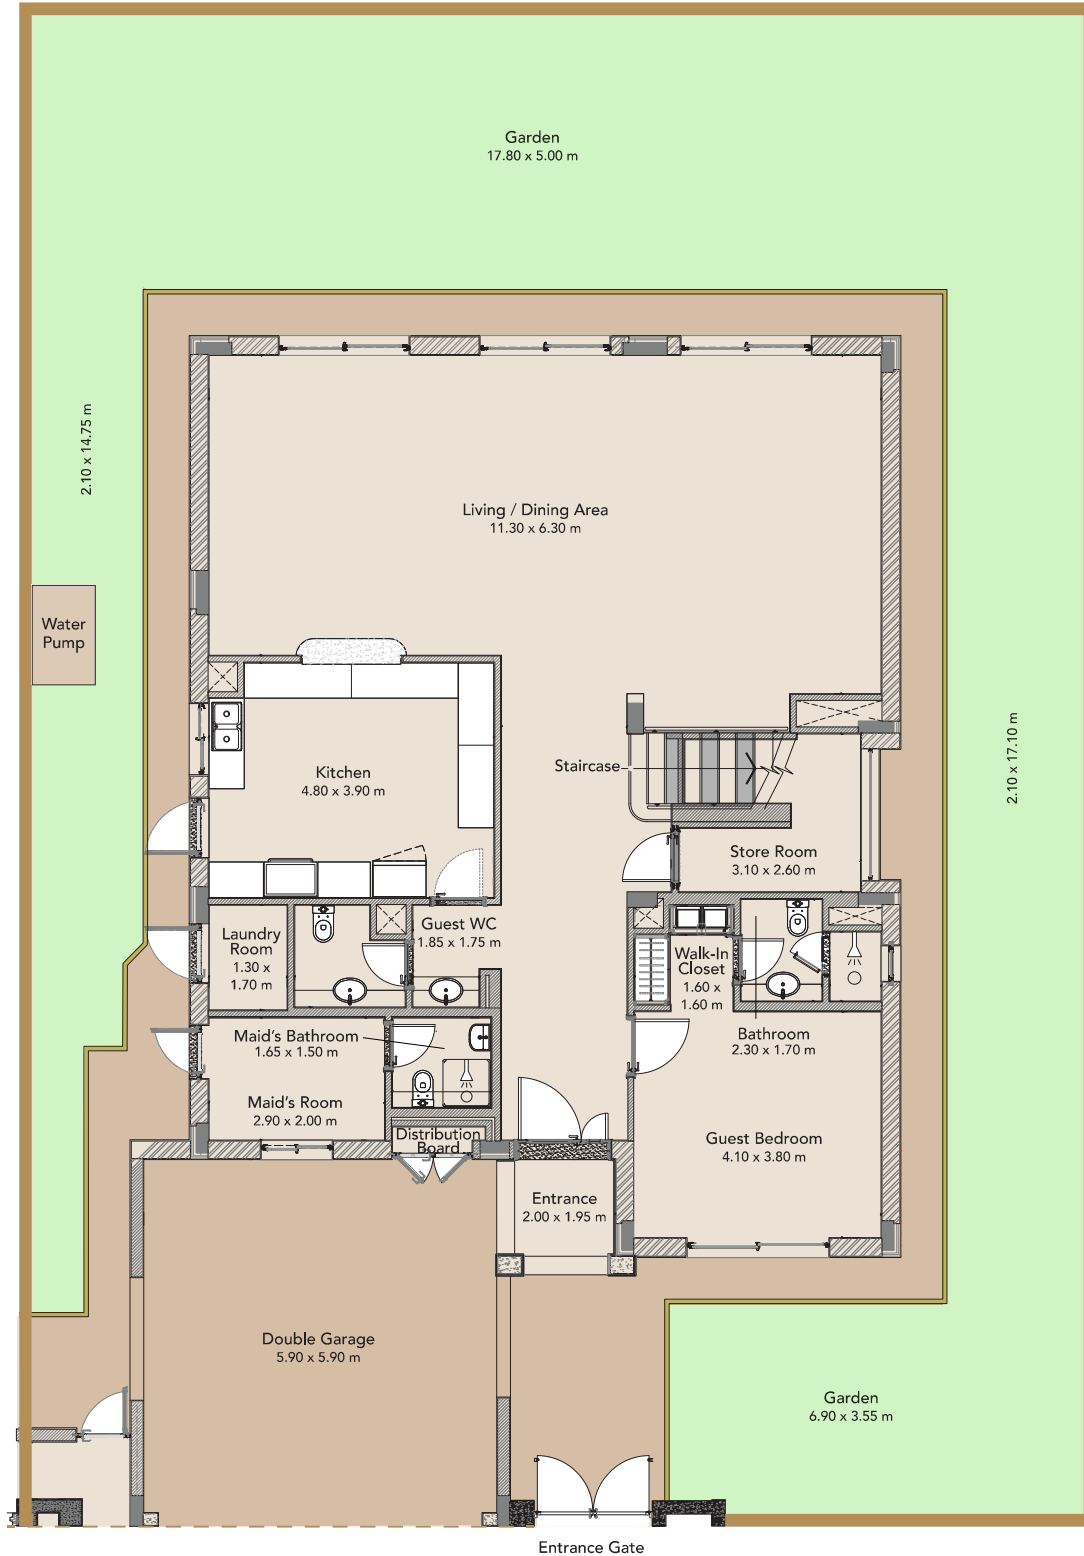 Garden
17.80 x 5.00 m
2.10 x 14.75 m
Living / Dining Area
11.30 x 6.30 m
Water
Pump
2.10 x 17.10 m
Staircase
Kitchen
4.80 x 3.90 m
Store Room
3.10 x 2.60 m
Guest WC
1.85 x 1.75 m
Laundry
Room
1.30 x
1.70 m
Walk-In
Closet
1.60 x
1.60 m
Maid's Bathroom
1.65 x 1.50 m
Bathroom
2.30 x 1.70 m
Maid's Room
2.90 x 2.00 m
Distribution
Board
Guest Bedroom
4.10 x 3.80 m
Entrance
2.00 x 1.95 m
Double Garage
5.90 x 5.90 m
Garden
6.90 x 3.55 m
Entrance Gate